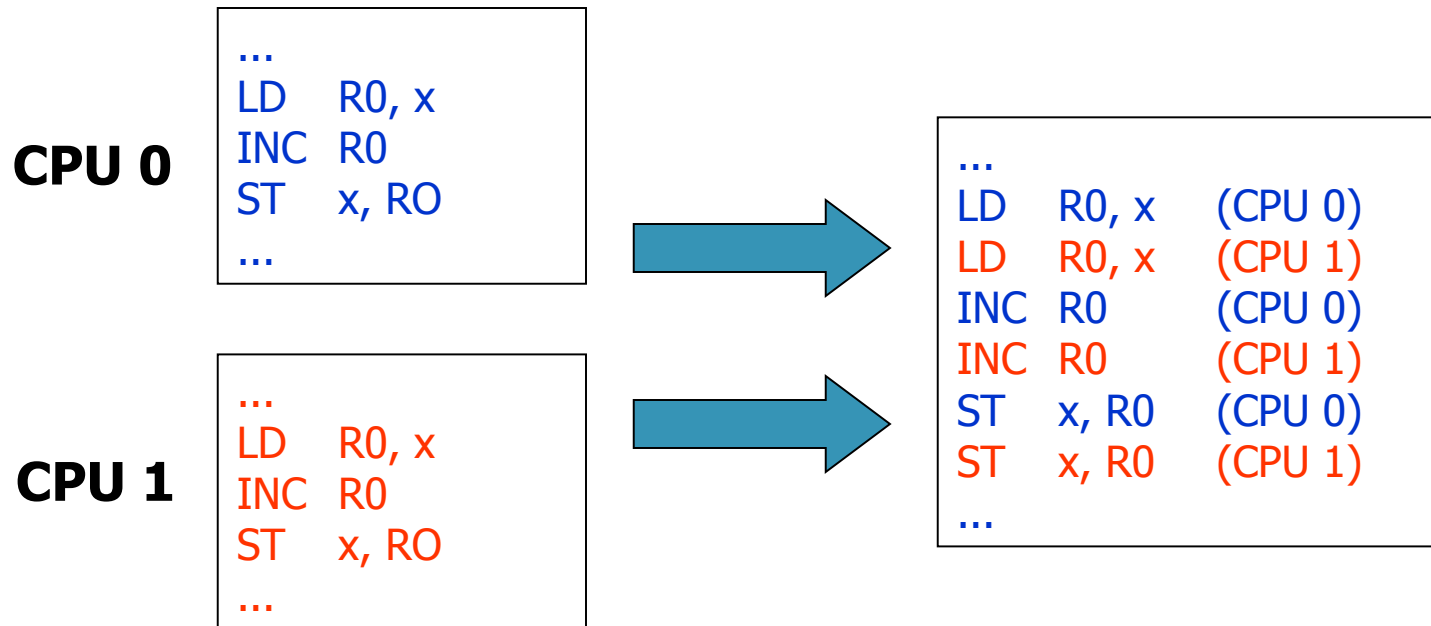 CPU 0
...
LD R0, x
INC R0
ST x, RO
...
CPU 1
...
LD R0, x
INC R0
ST x, RO
...
...
LD R0, x (CPU 0)
LD R0, x (CPU 1)
INC R0 (CPU 0)
INC R0 (CPU 1)
ST x, R0 (CPU 0)
ST x, R0 (CPU 1)
...